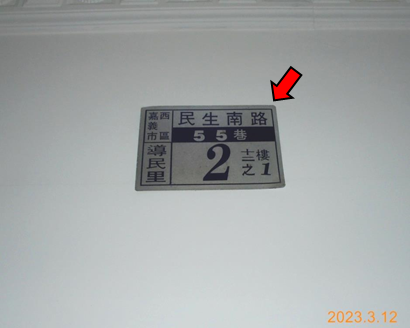 嘉義市西區
導民里
民生南路
55巷
2 十二樓之1
2023.3.12